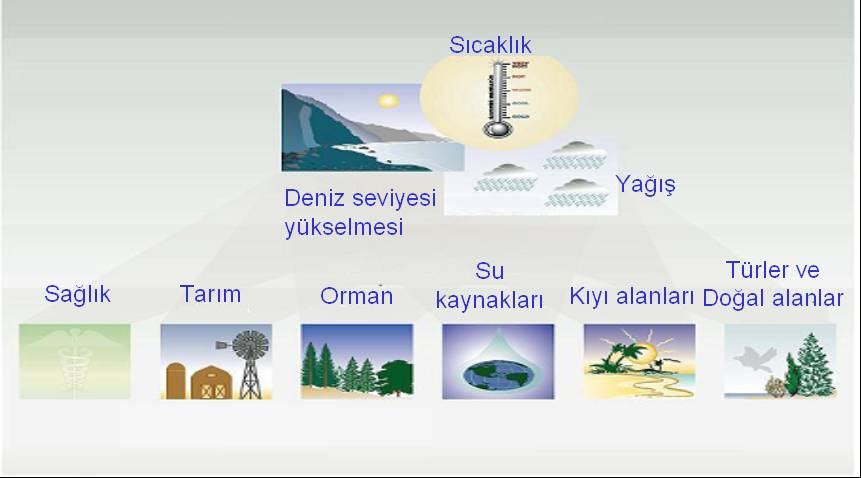 Sıcaklık
Yağış
Deniz seviyesi
yükselmesi
Sağlık
Tarım
Orman
Su
kaynakları
Kıyı alanları
Türler ve
Doğal alanlar